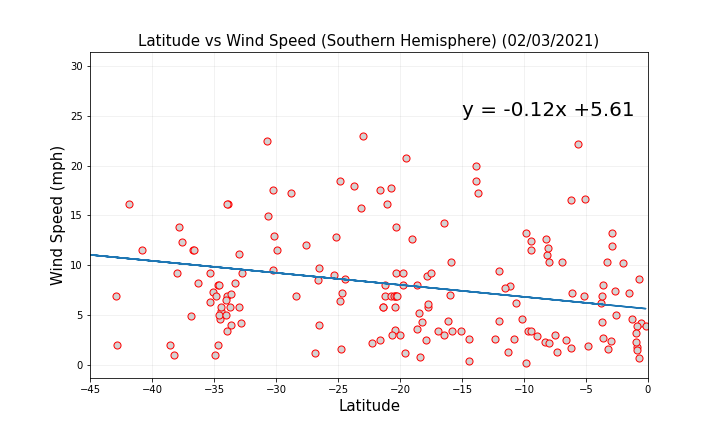 Latitude vs Wind Speed (Southern Hemisphere) (02/03/2021)
30
25
20
15
10
5
0
Wind Speed (mph)
y = -0.12x +5.61
−45 −40 −35 −30 −25 −20 −15 −10 −5 0
Latitude